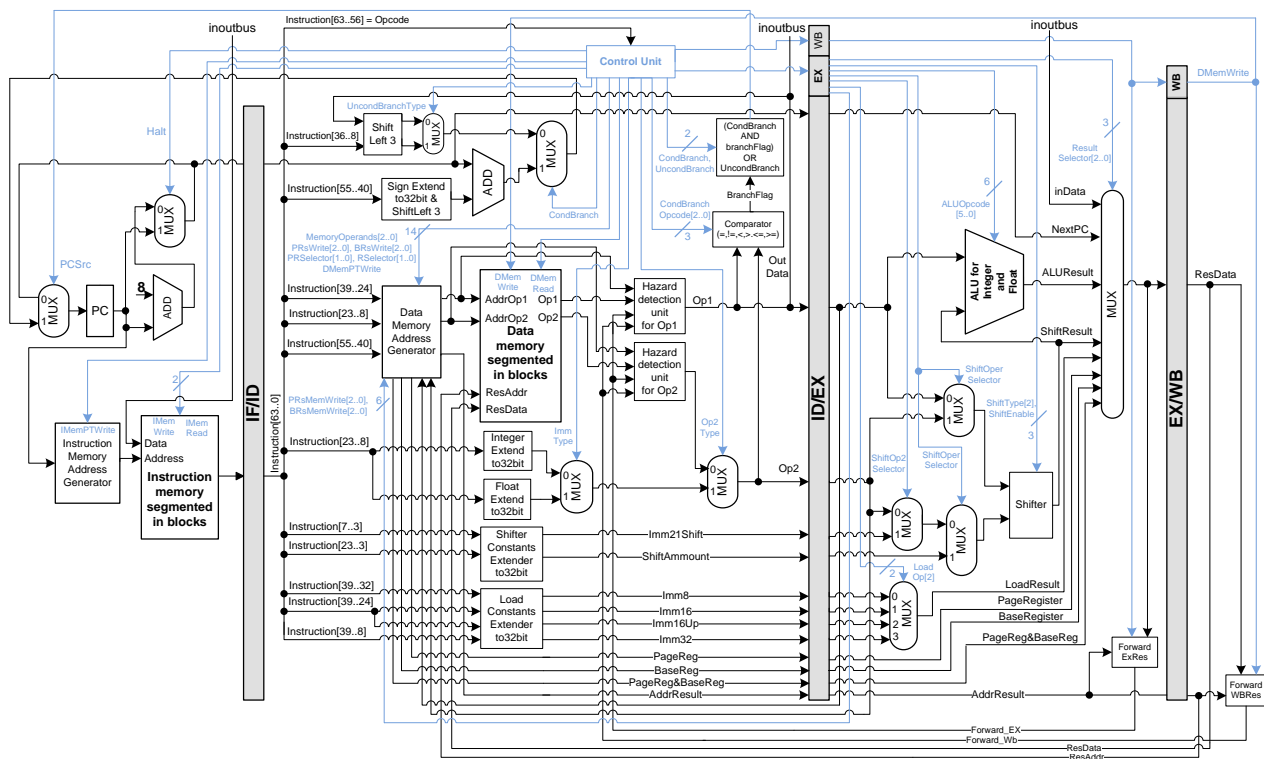 Instruction[63..56] = Opcode
inoutbus
inoutbus
inoutbus
Control Unit
WB
EX
WB
DMemWrite
UncondBranchType
Instruction[36..8]
Shift
Left 3
0
1
MUX
0
1
MUX
ADD
Instruction[55..40]
Sign Extend
to32bit &
ShiftLeft 3
CondBranch
2
CondBranch,
UncondBranch
(CondBranch
AND
branchFlag)
OR
UncondBranch
BranchFlag
CondBranch
Opcode[2..0]
3
Comparator
(=,!=,<,>,<=,>=)
Out
Data
Halt
0
1
MUX
PCSrc
0
1
MUX
PC
8
ADD
IF/ID
Instruction[63..0]
MemoryOperands[2..0]
14
PRsWrite[2..0], BRsWrite[2..0]
PRSelector[1..0], RSelector[1..0]
DMemPTWrite
Instruction[39..24]
Instruction[23..8]
Instruction[55..40]
Data
Memory
Address
Generator
DMem
Write
DMem
Read
AddrOp1
AddrOp2
Op1
Op2
Data
memory
segmented
in blocks
ResAddr
ResData
Hazard
detection
unit
for Op1
Op1
Hazard
detection
unit
for Op2
PRsMemWrite[2..0],
BRsMemWrite[2..0]
6
2
IMemPTWrite
Instruction
Memory
Address
Generator
IMem
Write
IMem
Read
Data
Address
Instruction
memory
segmented
in blocks
Instruction[23..8]
Integer
Extend
to32bit
Float
Extend
to32bit
Imm
Type
0
1
MUX
Op2
Type
0
1
MUX
Op2
Instruction[7..3]
Instruction[23..3]
Shifter
Constants
Extender
to32bit
Imm21Shift
ShiftAmmount
Instruction[39..32]
Instruction[39..24]
Instruction[39..8]
Load
Constants
Extender
to32bit
Imm8
Imm16
Imm16Up
Imm32
PageReg
BaseReg
PageReg&BaseReg
AddrResult
ID/EX
6
ALUOpcode
[5..0]
ALU for
Integer
and
Float
3
Result
Selector[2..0]
inData
NextPC
ALUResult
MUX
ShiftResult
ShiftOper
Selector
0
1
MUX
ShiftType[2],
ShiftEnable
3
ShiftOp2
Selector
ShiftOper
Selector
0
1
MUX
0
1
MUX
Shifter
2
Load
Op[2]
0
1
2
3
MUX
LoadResult
PageRegister
BaseRegister
PageReg&BaseReg
Forward
ExRes
AddrResult
EX/WB
ResData
Forward
WBRes
Forward_EX
Forward_Wb
ResData
ResAddr